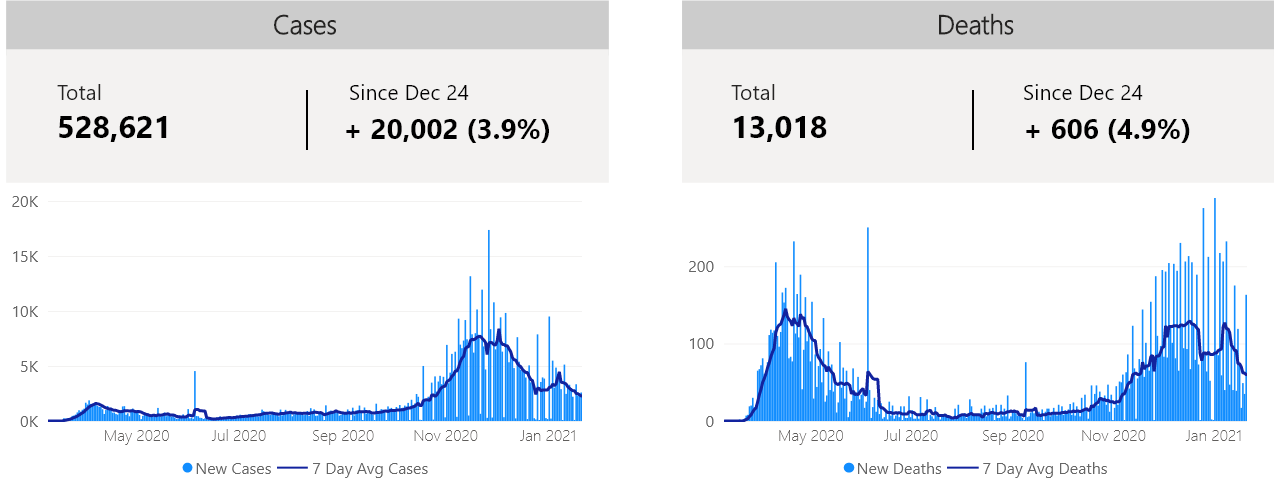 Cases
Total
528,621
Since Dec 24
+ 20,002 (3.9%)
20K
15K
10K
5K
0K
May 2020 Jul 2020 Sep 2020 Nov 2020 Jan 2021
New Cases 7 Day Avg Cases
Deaths
Total
13,018
Since Dec 24
+ 606 (4.9%)
200
100
0
May 2020 Jul 2020 Sep 2020 Nov 2020 Jan 2021
New Deaths 7 Day Avg Deaths